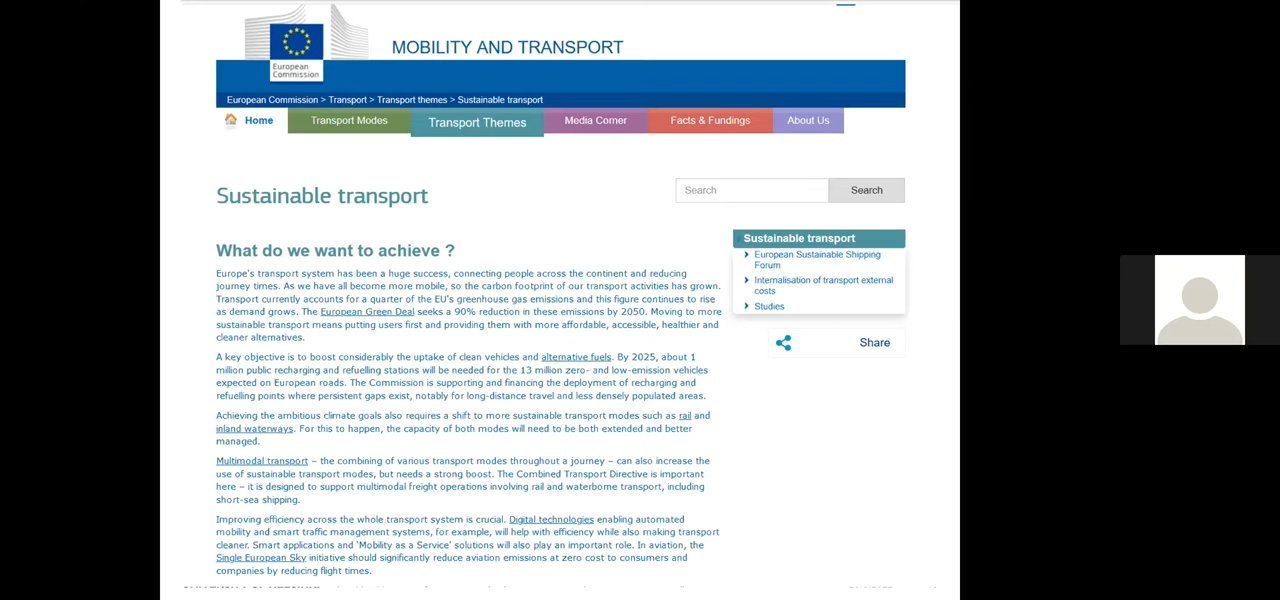 European
Commission
MOBILITY AND TRANSPORT
European Commission > Transport > Transport themes > Sustainable transport
Home
Transport Modes
Transport Themes
Media Corner
Facts & Fundings
About Us
Sustainable transport
Search
Search
What do we want to achieve ?
Europe's transport system has been a huge success, connecting people across the continent and reducing
journey times. As we have all become more mobile, so the carbon footprint of our transport activities has grown.
Transport currently accounts for a quarter of the EU's greenhouse gas emissions and this figure continues to rise
as demand grows. The European Green Deal seeks a 90% reduction in these emissions by 2050. Moving to more
sustainable transport means putting users first and providing them with more affordable, accessible, healthier and
cleaner alternatives.
A key objective is to boost considerably the uptake of clean vehicles and alternative fuels. By 2025, about 1
million public recharging and refuelling stations will be needed for the 13 million zero- and low-emission vehicles
expected on European roads. The Commission is supporting and financing the deployment of recharging and
refuelling points where persistent gaps exist, notably for long-distance travel and less densely populated areas.
Achieving the ambitious climate goals also requires a shift to more sustainable transport modes such as rail and
inland waterways. For this to happen, the capacity of both modes will need to be both extended and better
managed.
Multimodal transport – the combining of various transport modes throughout a journey – can also increase the
use of sustainable transport modes, but needs a strong boost. The Combined Transport Directive is important
here – it is designed to support multimodal freight operations involving rail and waterborne transport, including
short-sea shipping.
Improving efficiency across the whole transport system is crucial. Digital technologies enabling automated
mobility and smart traffic management systems, for example, will help with efficiency while also making transport
cleaner. Smart applications and 'Mobility as a Service' solutions will also play an important role. In aviation, the
Single European Sky initiative should significantly reduce aviation emissions at zero cost to consumers and
companies by reducing flight times.
Sustainable transport
European Sustainable Shipping
Forum
Internalisation of transport external
costs
Studies
Share